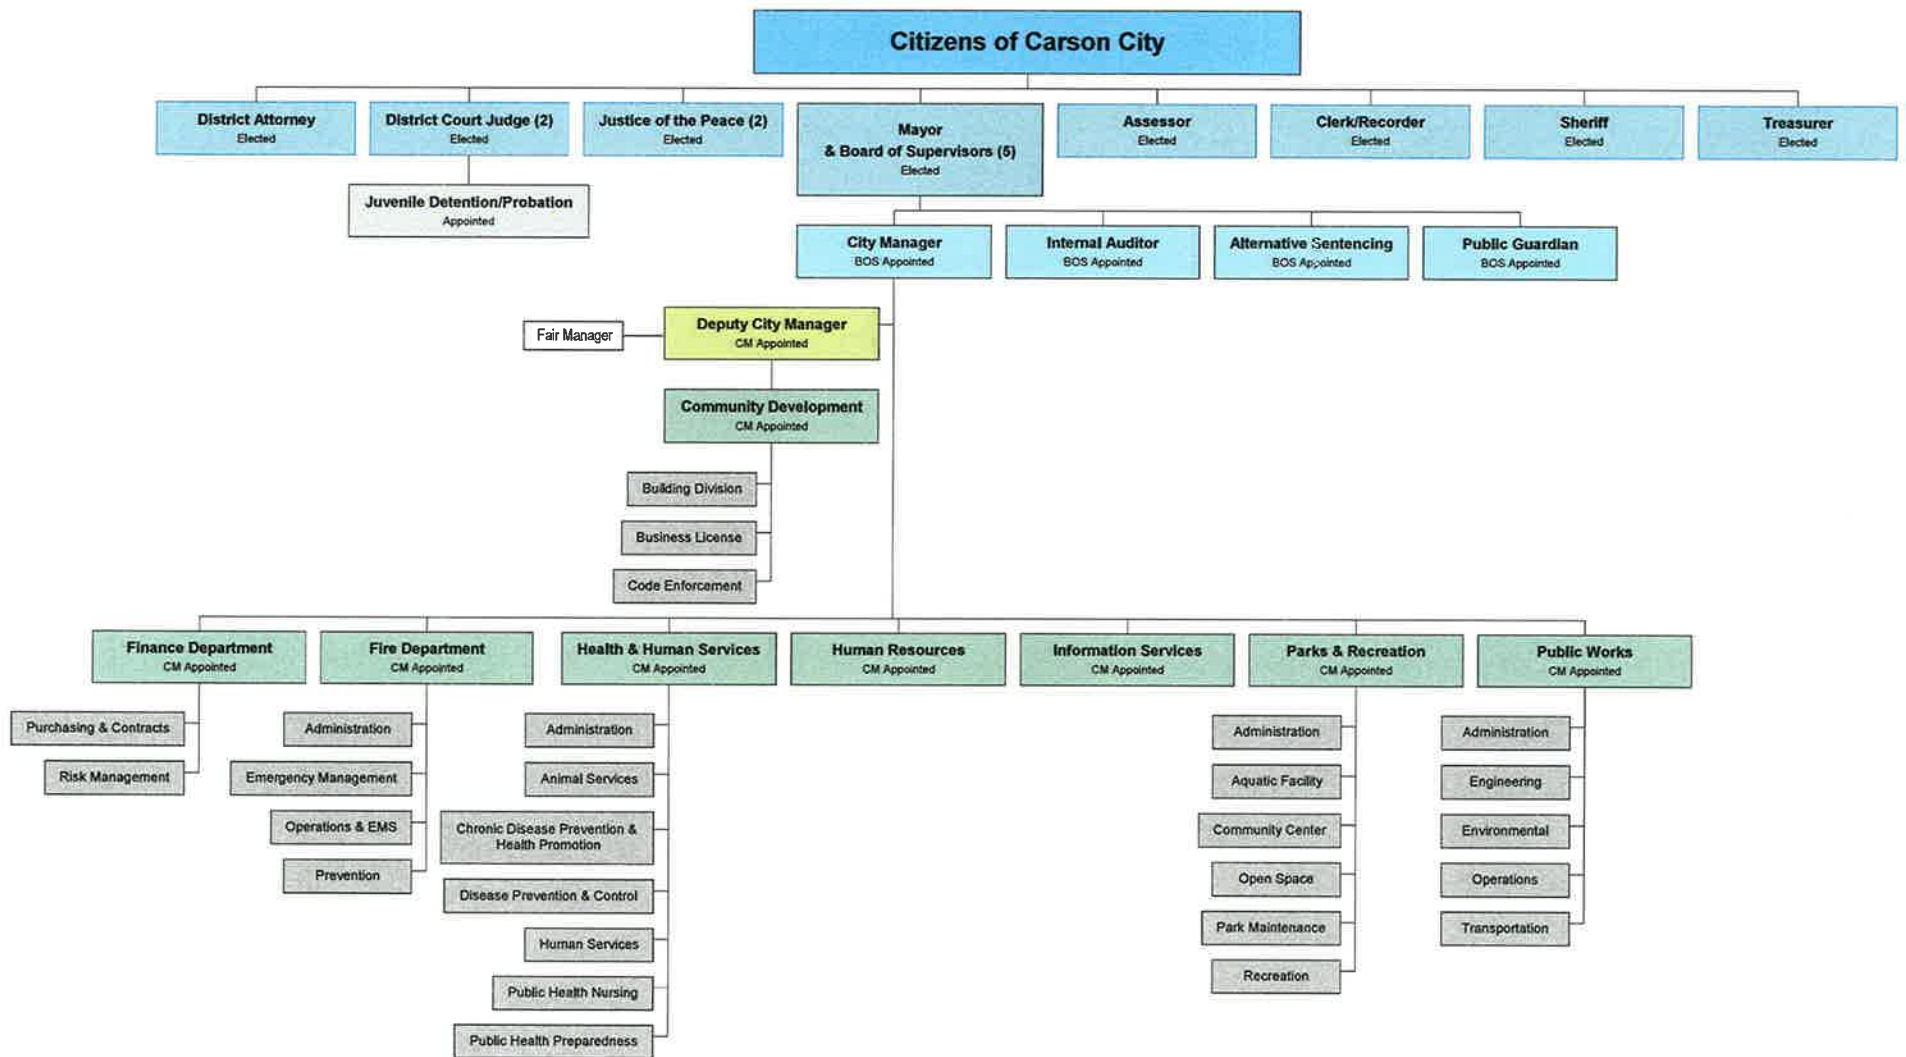 Citizens of Carson City
District Attorney
Elected
District Court Judge (2)
Elected
Justice of the Peace (2)
Elected
Mayor
& Board of Supervisors (5)
Elected
Assessor
Elected
Clerk/Recorder
Elected
Sheriff
Elected
Treasurer
Elected
Juvenile Detention/Probation
Appointed
City Manager
BOS Appointed
Internal Auditor
BOS Appointed
Alternative Sentencing
BOS Appointed
Public Guardian
BOS Appointed
Fair Manager
Deputy City Manager
CM Appointed
Community Development
CM Appointed
Building Division
Business License
Code Enforcement
Finance Department
CM Appointed
Fire Department
CM Appointed
Health & Human Services
CM Appointed
Human Resources
CM Appointed
Information Services
CM Appointed
Parks & Recreation
CM Appointed
Public Works
CM Appointed
Purchasing & Contracts
Risk Management
Administration
Emergency Management
Operations & EMS
Prevention
Administration
Animal Services
Chronic Disease Prevention &
Health Promotion
Disease Prevention & Control
Human Services
Public Health Nursing
Public Health Preparedness
Administration
Aquatic Facility
Community Center
Open Space
Park Maintenance
Recreation
Administration
Engineering
Environmental
Operations
Transportation